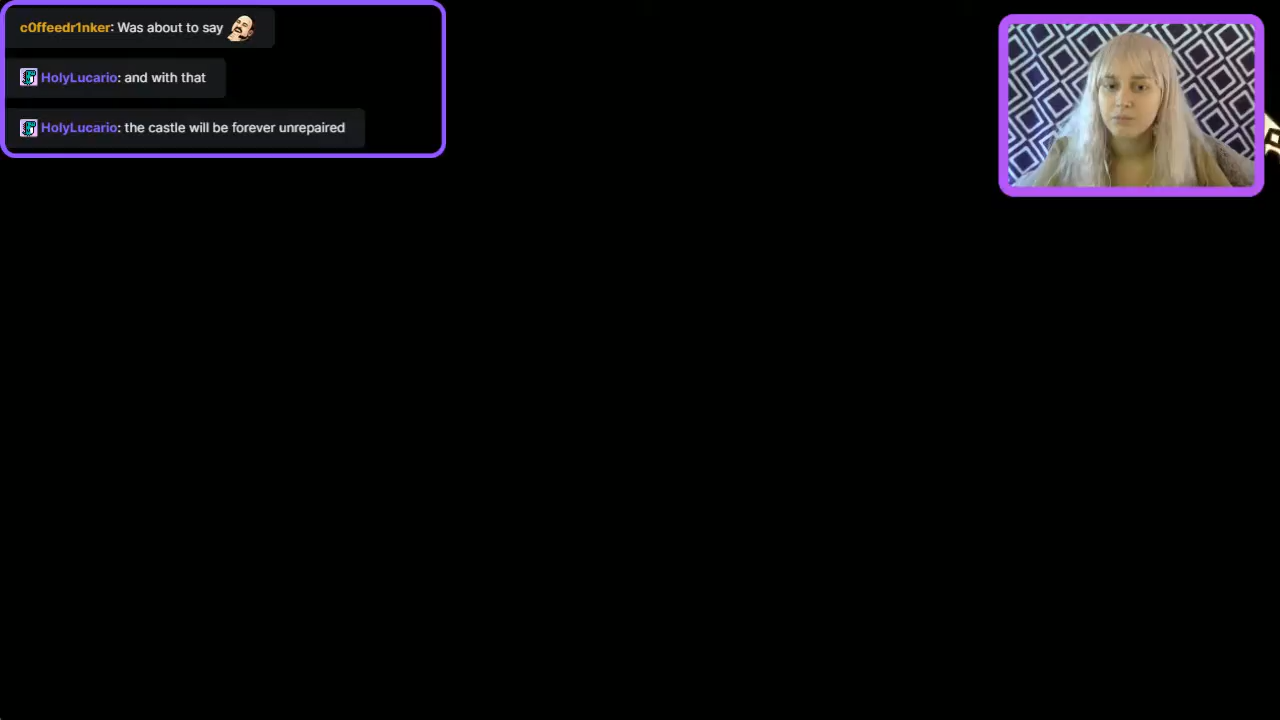 c0ffeedr1nker: Was about to say
HolyLucario: and with that
HolyLucario: the castle will be forever unrepaired